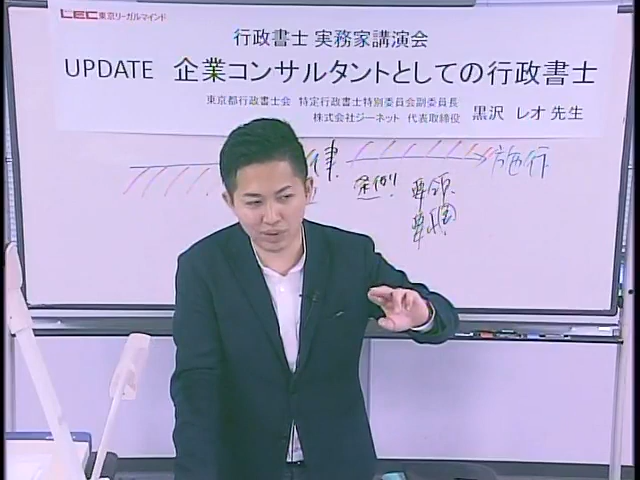 LEC東京リーガルマインド
行政書士 実務家講演会
UPDATE 企業コンサルタントとしての行政書士
東京都行政書士会 特定行政書士特別委員会副委員長
株式会社ジーネット 代表取締役 黒沢 レオ 先生
律 施行
要領
要綱